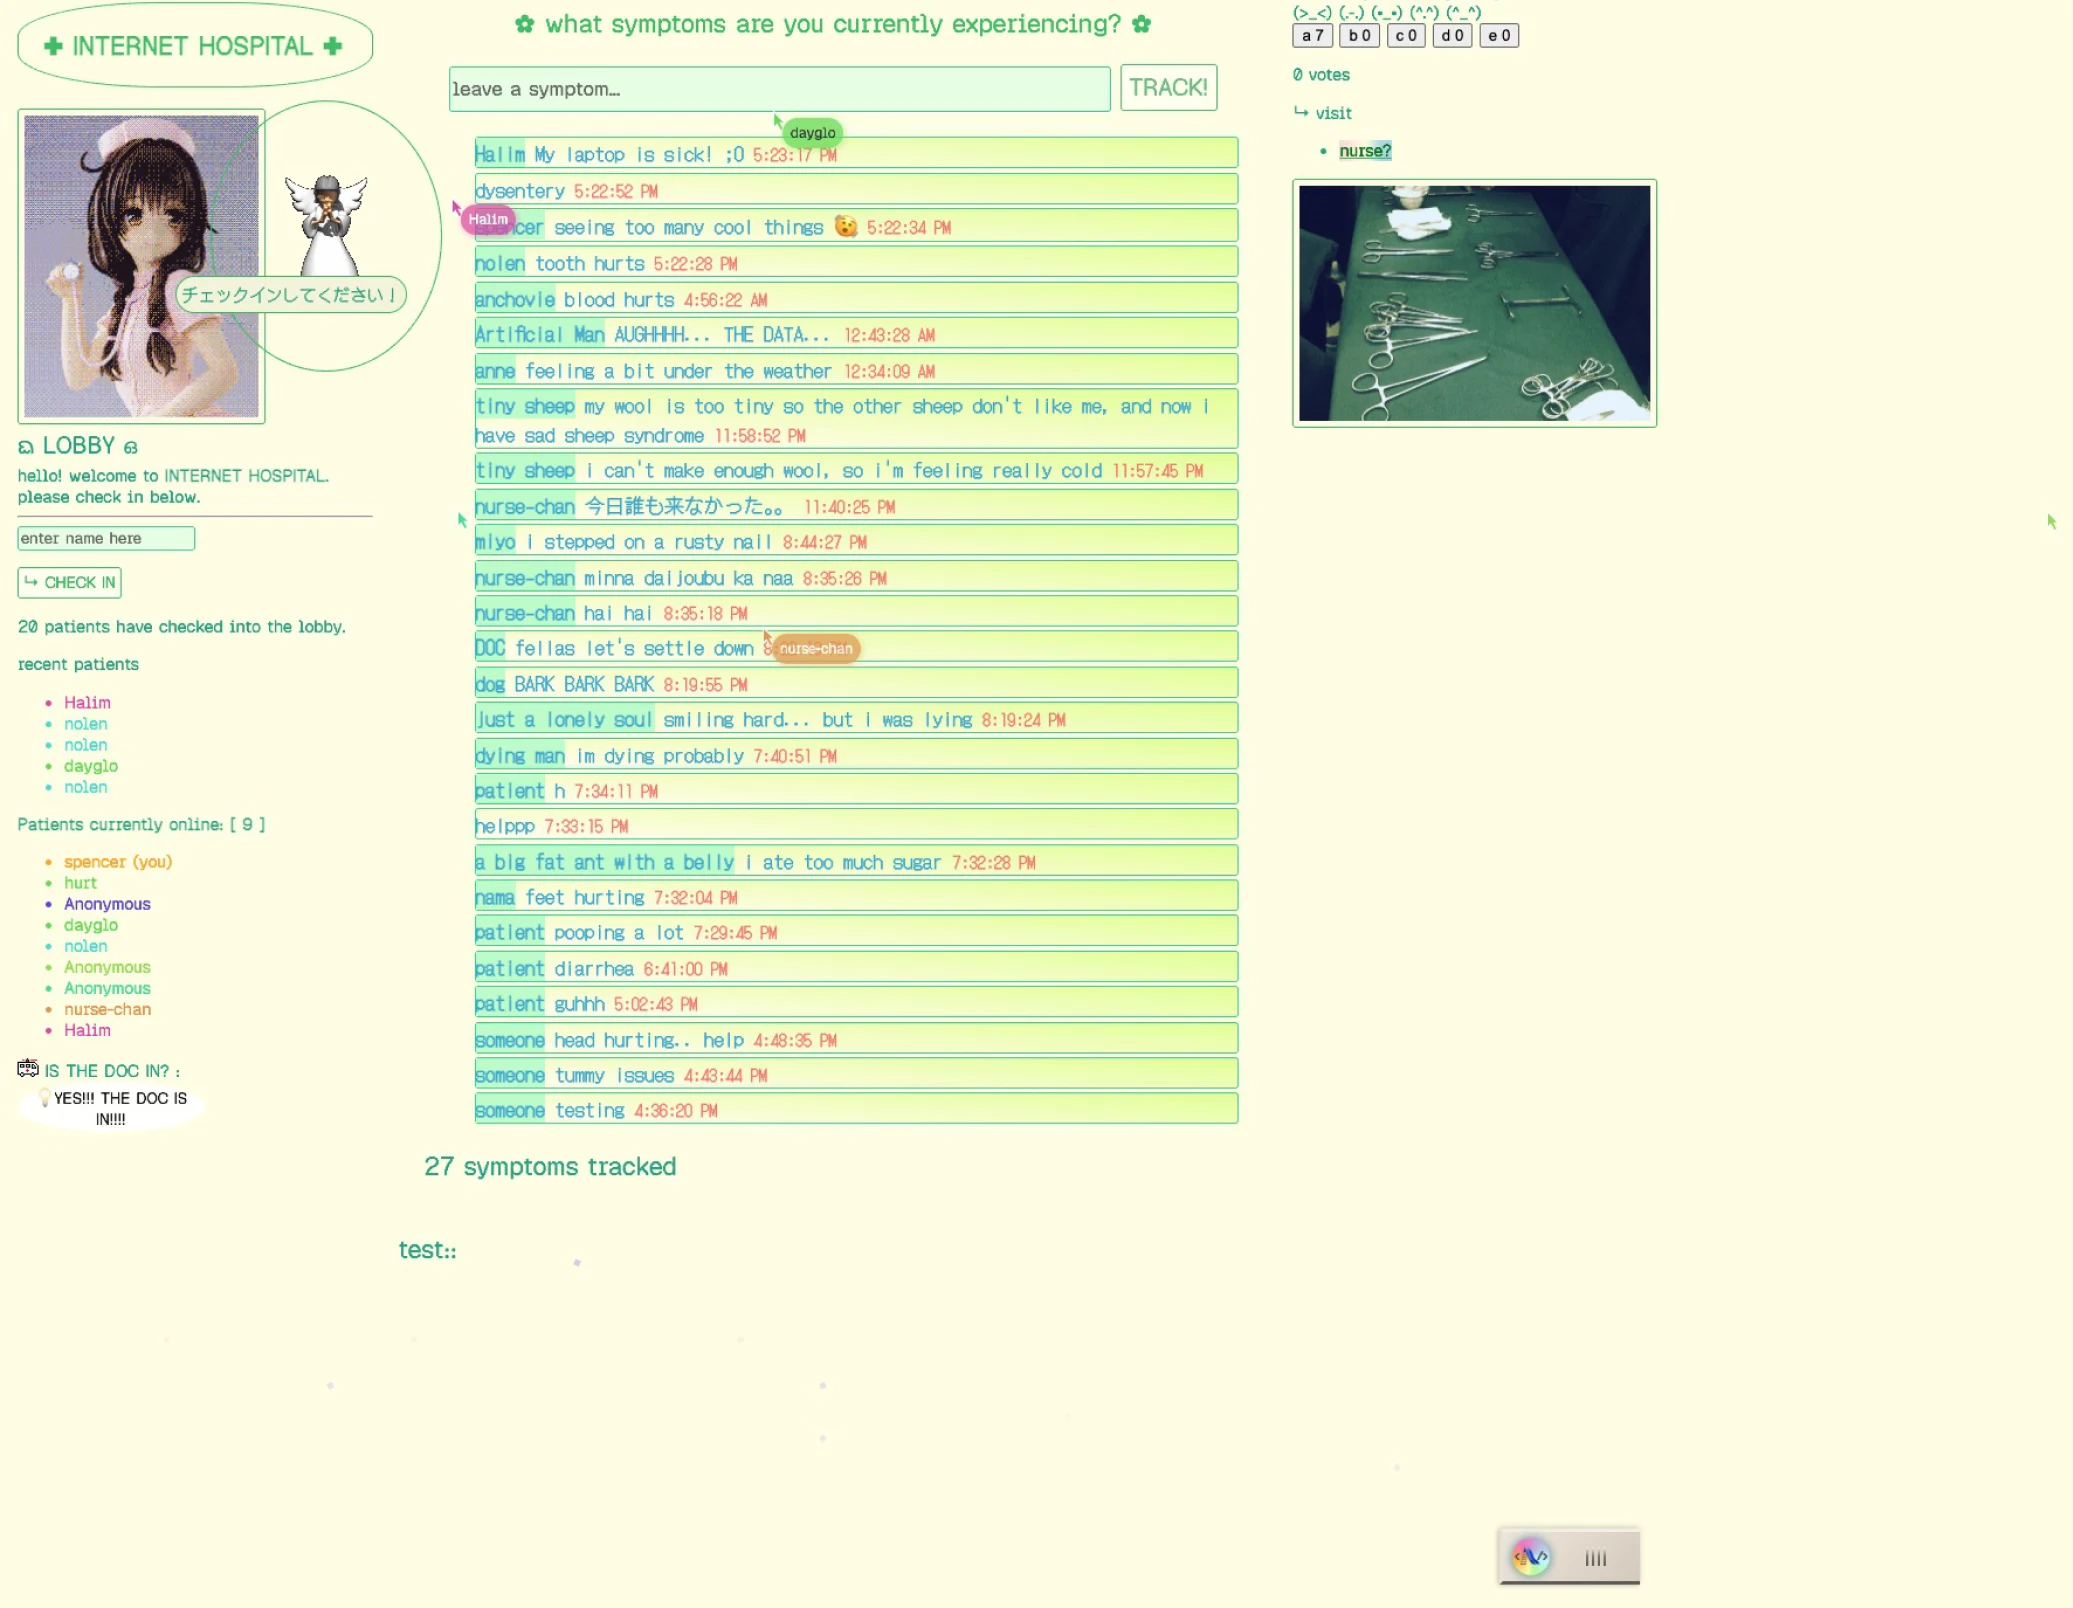 ✚ INTERNET HOSPITAL ✚
チェックインしてください！
LOBBY
hello! welcome to INTERNET HOSPITAL.
please check in below.
enter name here
↪ CHECK IN
20 patients have checked into the lobby.
recent patients
• Halim
• nolen
• nolen
• dayglo
• nolen
Patients currently online: [ 9 ]
• spencer (you)
• hurt
• Anonymous
• dayglo
• nolen
• Anonymous
• Anonymous
• nurse-chan
• Halim
IS THE DOC IN? :
💡YES!!! THE DOC IS
IN!!!!
✿ what symptoms are you currently experiencing? ✿
leave a symptom...
TRACK!
dayglo
Halim My laptop is sick! ;0 5:23:17 PM
dysentery 5:22:52 PM
Halim
spencer seeing too many cool things 5:22:34 PM
nolen tooth hurts 5:22:28 PM
anchovie blood hurts 4:56:22 AM
Artificial Man AUGHHHH... THE DATA... 12:43:28 AM
anne feeling a bit under the weather 12:34:09 AM
tiny sheep my wool is too tiny so the other sheep don't like me, and now i
have sad sheep syndrome 11:58:52 PM
tiny sheep i can't make enough wool, so i'm feeling really cold 11:57:45 PM
nurse-chan 今日誰も来なかった。。 11:40:25 PM
miyo i stepped on a rusty nail 8:44:27 PM
nurse-chan minna daijoubu ka naa 8:35:26 PM
nurse-chan hai hai 8:35:18 PM
DOC fellas let's settle down
nurse-chan
dog BARK BARK BARK 8:19:55 PM
just a lonely soul smiling hard... but i was lying 8:19:24 PM
dying man im dying probably 7:40:51 PM
patient h 7:34:11 PM
helppp 7:33:15 PM
a big fat ant with a belly i ate too much sugar 7:32:28 PM
nama feet hurting 7:32:04 PM
patient pooping a lot 7:29:45 PM
patient diarrhea 6:41:00 PM
patient guhhh 5:02:43 PM
someone head hurting.. help 4:48:35 PM
someone tummy issues 4:43:44 PM
someone testing 4:36:20 PM
27 symptoms tracked
test::
(>_<) (.-.) (•_•) (^.^) (^_^)
a 7 b 0 c 0 d 0 e 0
0 votes
↪ visit
• nurse?